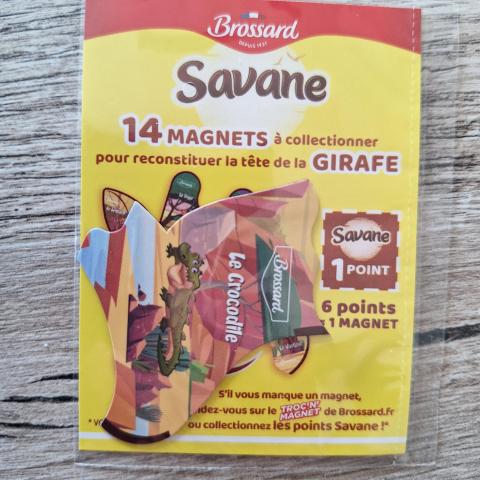 Brossard
DEPUIS 1931
Savane
14 MAGNETS à collectionner
pour reconstituer la tête de la GIRAFE
Savane
1 POINT
Brossard
Le Crocodile
6 points
= 1 MAGNET
S'il vous manque un magnet,
dez-vous sur le TROC'N' MAGNET de Brossard.fr
ou collectionnez les points Savane !*